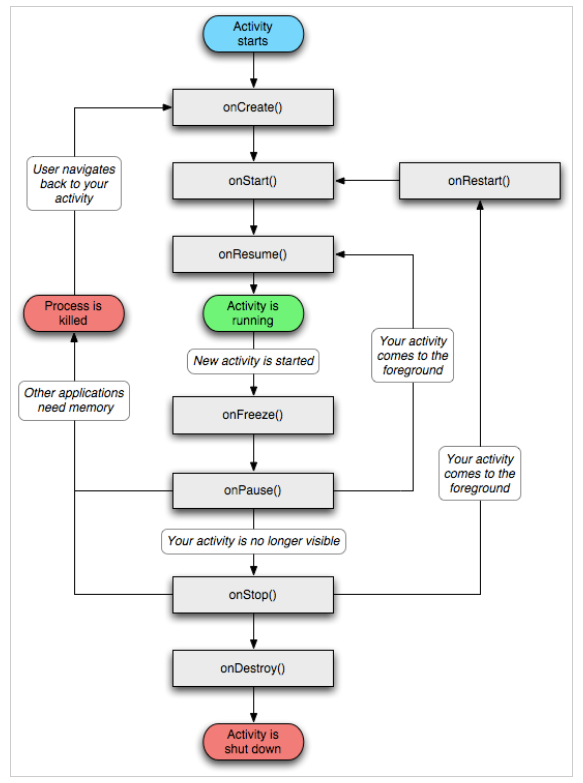 Activity
starts
onCreate()
User navigates
back to your
activity
onStart()
onRestart()
onResume()
Process is
killed
Activity is
running
New activity is started
Your activity
comes to the
foreground
Other applications
need memory
onFreeze()
Your activity
comes to the
foreground
onPause()
Your activity is no longer visible
onStop()
onDestroy()
Activity is
shut down